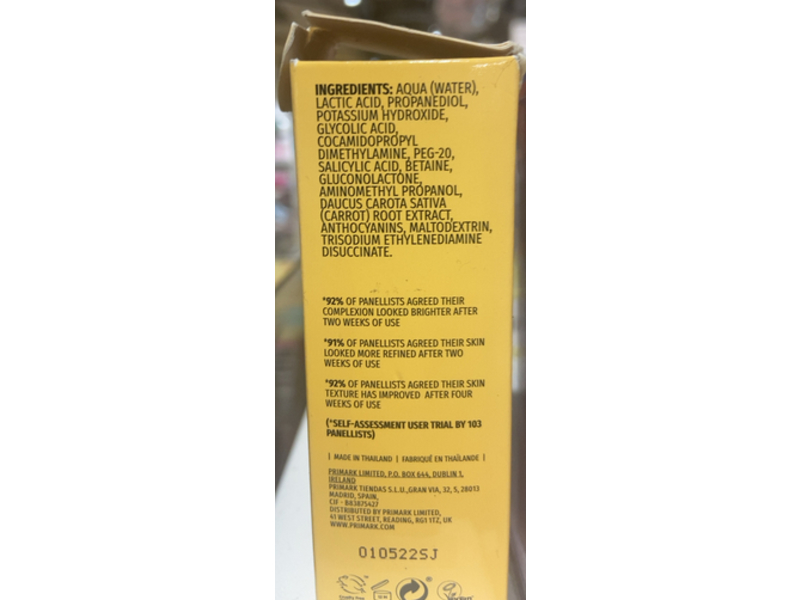 INGREDIENTS: AQUA (WATER),
LACTIC ACID, PROPANEDIOL,
POTASSIUM HYDROXIDE,
GLYCOLIC ACID,
COCAMIDOPROPYL
DIMETHYLAMINE, PEG-20,
SALICYLIC ACID, BETAINE,
GLUCONOLACTONE,
AMINOMETHYL PROPANOL,
DAUCUS CAROTA SATIVA
(CARROT) ROOT EXTRACT,
ANTHOCYANINS, MALTODEXTRIN,
TRISODIUM ETHYLENEDIAMINE
DISUCCINATE.
*92% OF PANELLISTS AGREED THEIR
COMPLEXION LOOKED BRIGHTER AFTER
TWO WEEKS OF USE
*91% OF PANELLISTS AGREED THEIR SKIN
LOOKED MORE REFINED AFTER TWO
WEEKS OF USE
*92% OF PANELLISTS AGREED THEIR SKIN
TEXTURE HAS IMPROVED AFTER FOUR
WEEKS OF USE
(*SELF-ASSESSMENT USER TRIAL BY 103
PANELLISTS)
| MADE IN THAILAND | FABRIQUÉ EN THAÏLANDE |
PRIMARK LIMITED, P.O. BOX 644, DUBLIN 1,
IRELAND
PRIMARK TIENDAS S.L.U.,GRAN VIA, 32, 5, 28013
MADRID, SPAIN,
CIF - B83875427
DISTRIBUTED BY PRIMARK LIMITED,
41 WEST STREET, READING, RG1 1TZ, UK
WWW.PRIMARK.COM
010522SJ